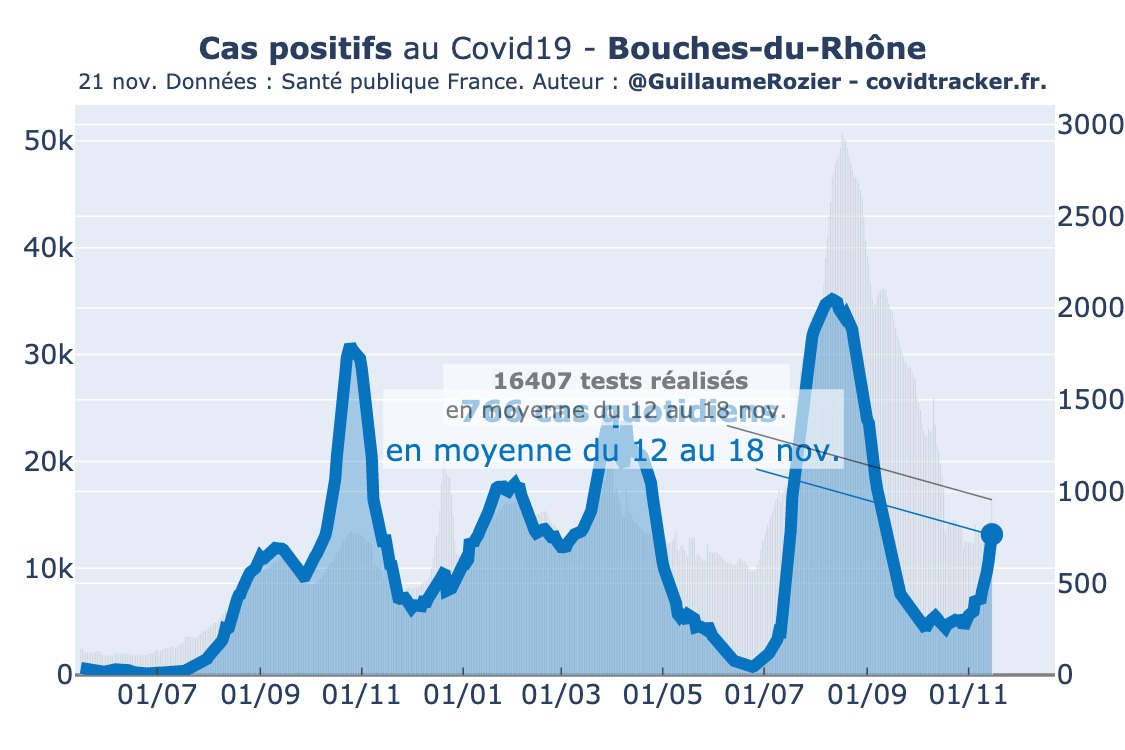 Cas positifs au Covid19 - Bouches-du-Rhône
21 nov. Données : Santé publique France. Auteur : @GuillaumeRozier - covidtracker.fr.
50k
40k
30k
20k
10k
0
3000
2500
2000
1500
1000
500
0
16407 tests réalisés
en moyenne du 12 au 18 nov.
766 cas quotidiens
en moyenne du 12 au 18 nov.
01/07 01/09 01/11 01/01 01/03 01/05 01/07 01/09 01/11